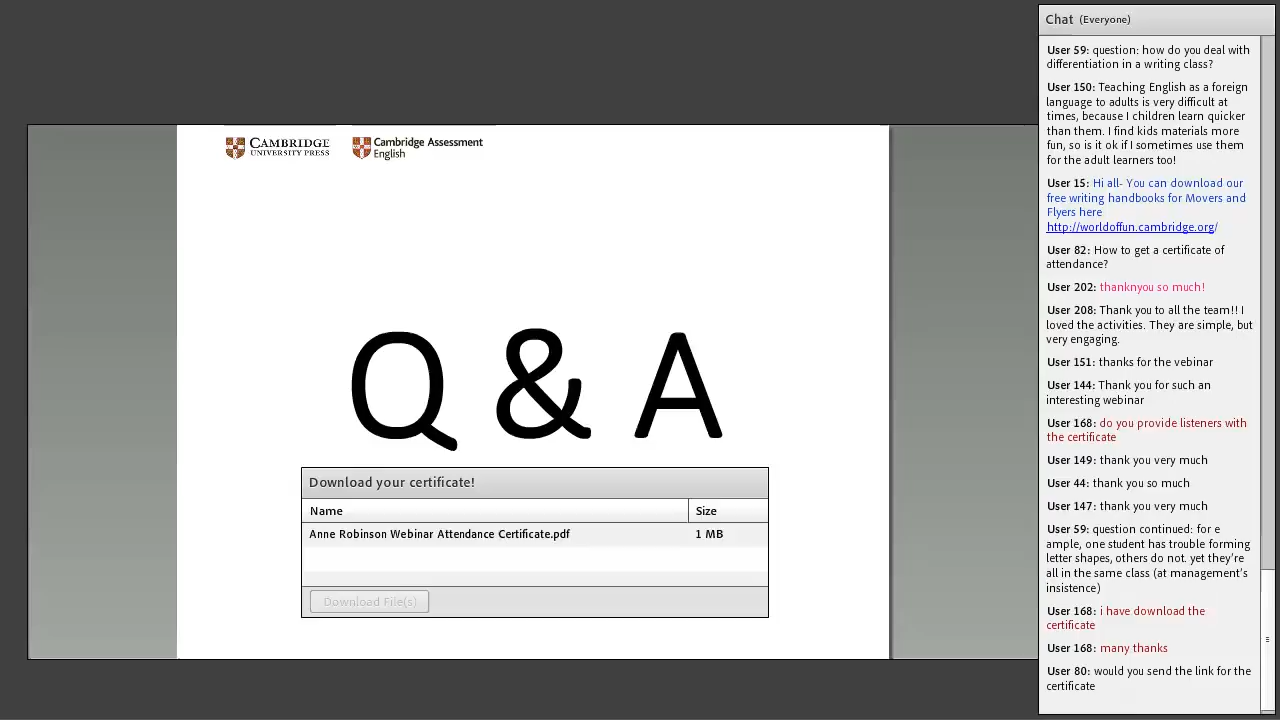 CAMBRIDGE
UNIVERSITY PRESS
Cambridge Assessment
English
Q & A
Download your certificate!
Name Size
Anne Robinson Webinar Attendance Certificate.pdf 1 MB
Download File(s)
Chat (Everyone)
User 59: question: how do you deal with
differentiation in a writing class?
User 150: Teaching English as a foreign
language to adults is very difficult at
times, because I children learn quicker
than them. I find kids materials more
fun, so is it ok if I sometimes use them
for the adult learners too!
User 15: Hi all- You can download our
free writing handbooks for Movers and
Flyers here
http://worldoffun.cambridge.org/
User 82: How to get a certificate of
attendance?
User 202: thanknyou so much!
User 208: Thank you to all the team!! I
loved the activities. They are simple, but
very engaging.
User 151: thanks for the vebinar
User 144: Thank you for such an
interesting webinar
User 168: do you provide listeners with
the certificate
User 149: thank you very much
User 44: thank you so much
User 147: thank you very much
User 59: question continued: for e
ample, one student has trouble forming
letter shapes, others do not. yet they're
all in the same class (at management's
insistence)
User 168: i have download the
certificate
User 168: many thanks
User 80: would you send the link for the
certificate